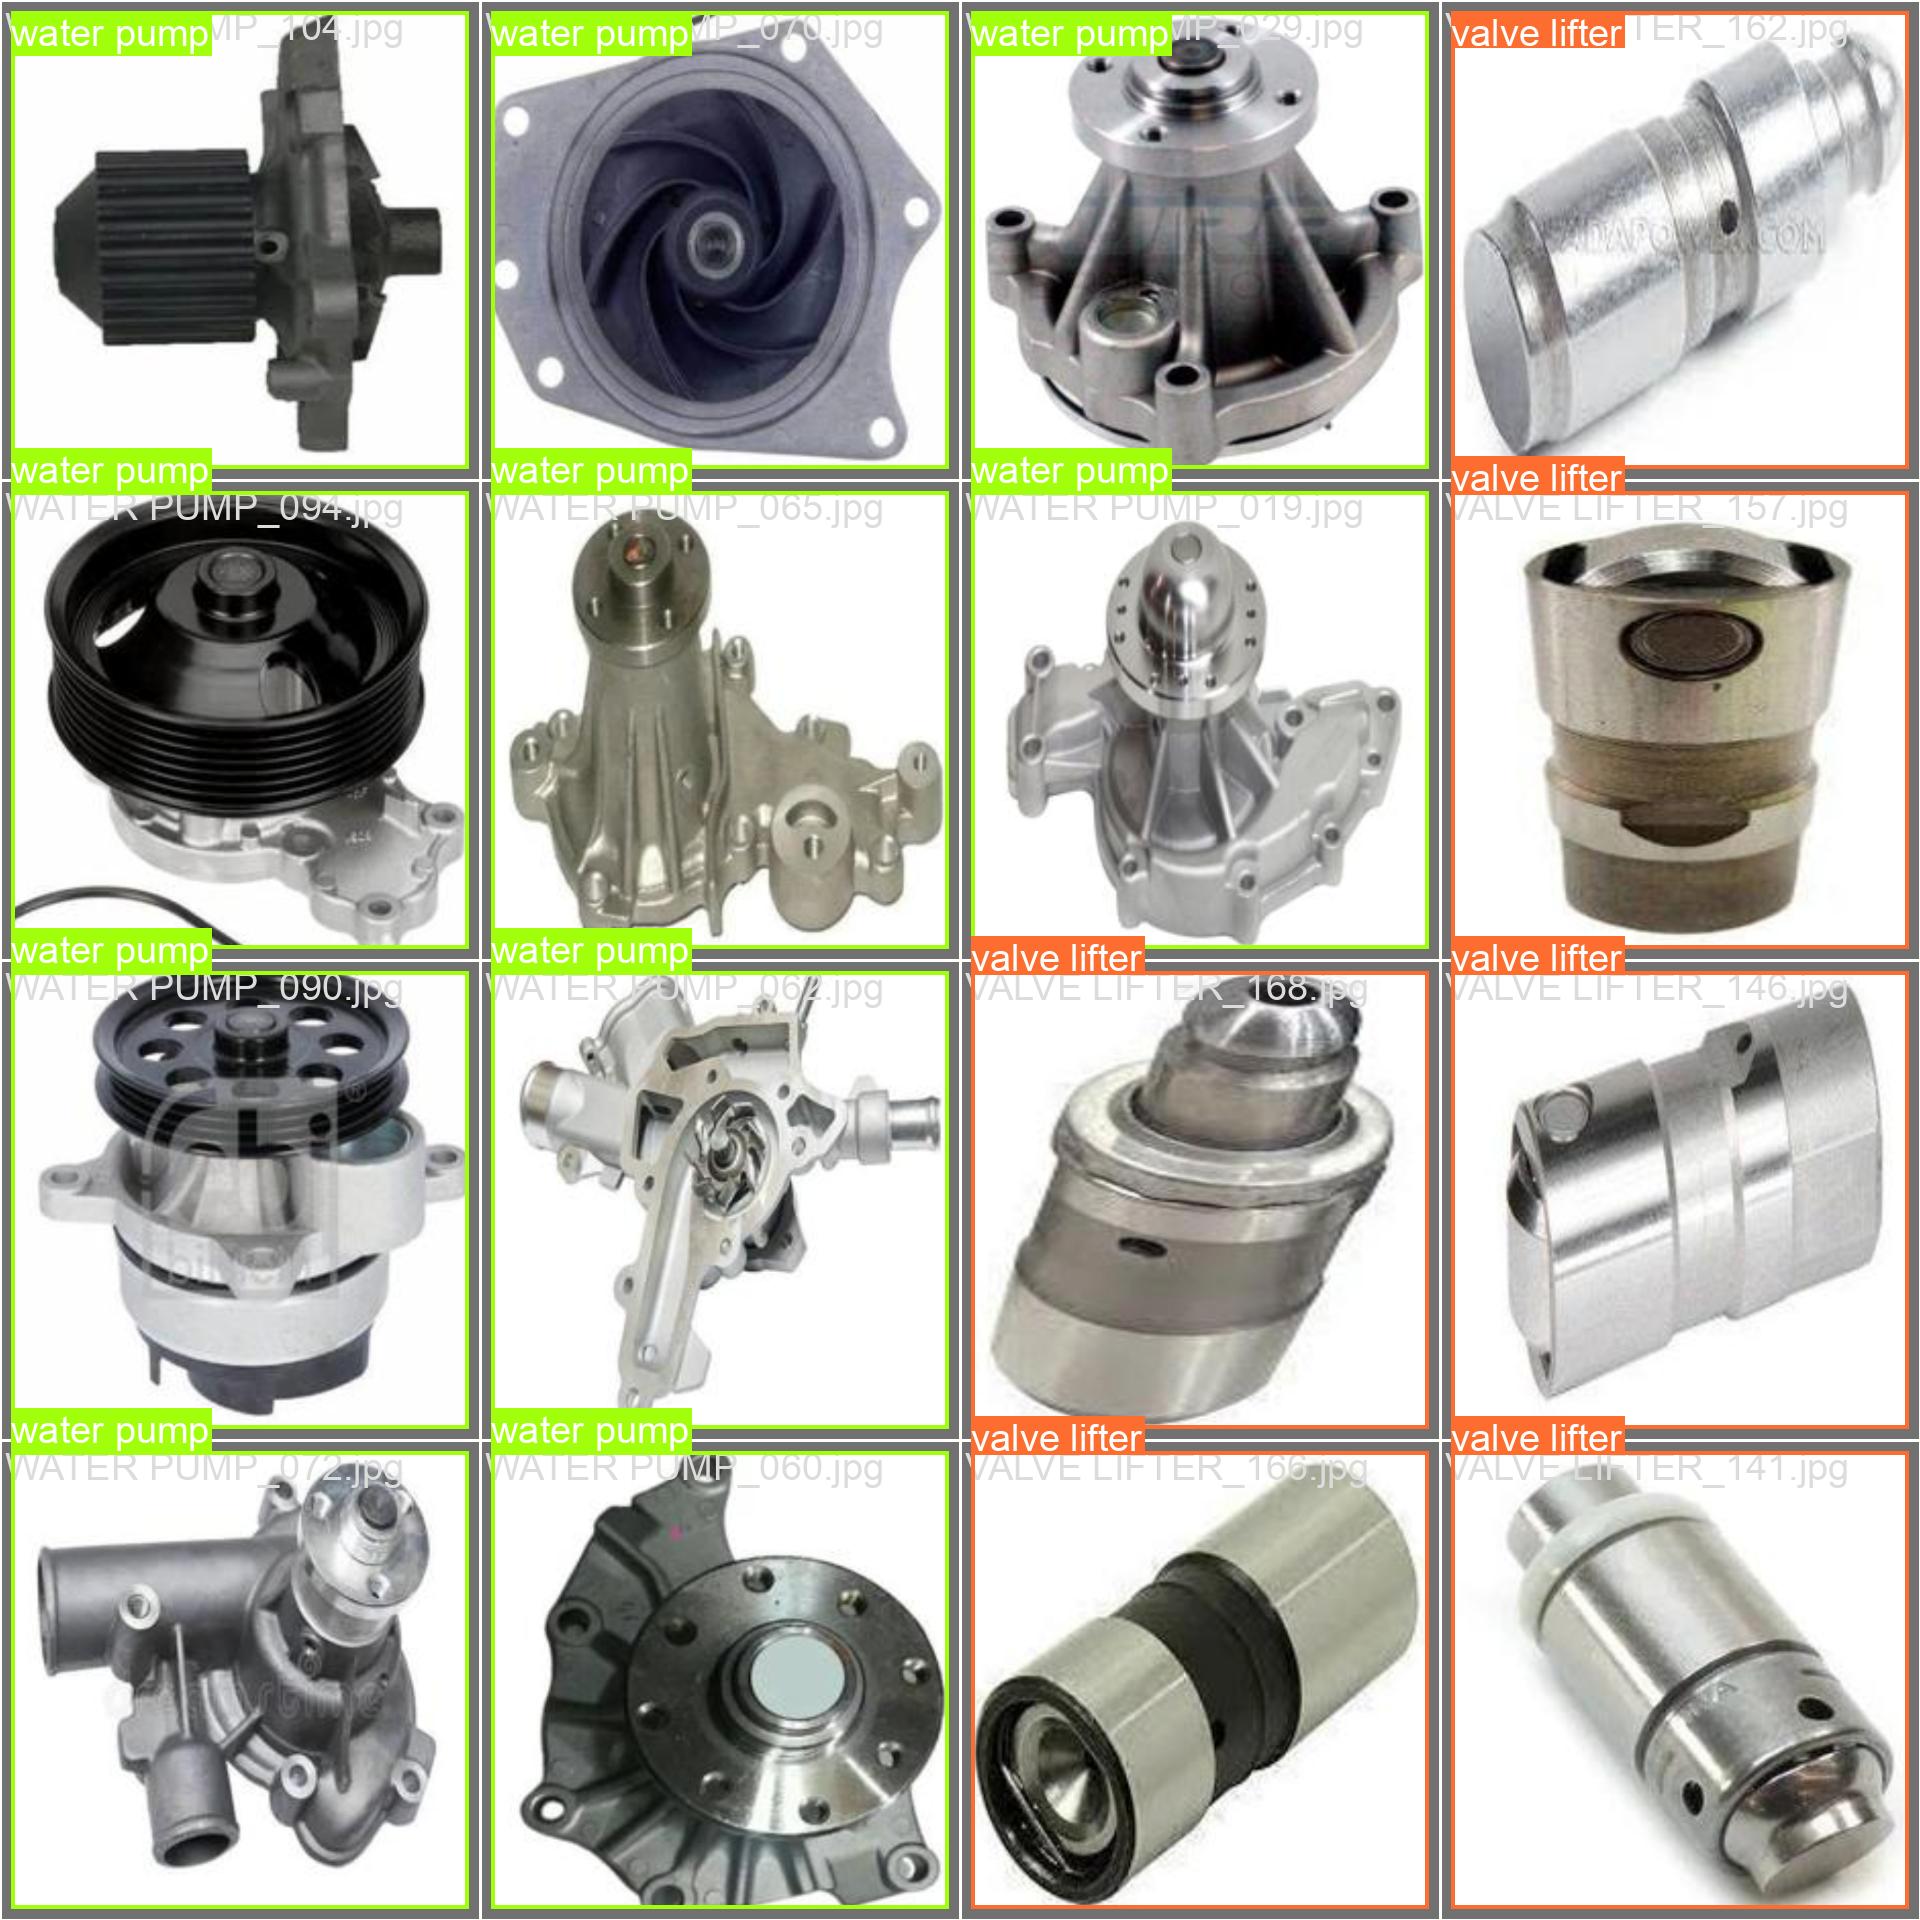 water pump MP_104.jpg
water pump MP_070.jpg
water pump MP_029.jpg
valve lifter TER_162.jpg
water pump
WATER PUMP_094.jpg
water pump
WATER PUMP_065.jpg
water pump
WATER PUMP_019.jpg
valve lifter
VALVE LIFTER_157.jpg
water pump
WATER PUMP_090.jpg
water pump
WATER PUMP_062.jpg
valve lifter
VALVE LIFTER_168.jpg
valve lifter
VALVE LIFTER_146.jpg
water pump
WATER PUMP_072.jpg
water pump
WATER PUMP_060.jpg
valve lifter
VALVE LIFTER_166.jpg
valve lifter
VALVE LIFTER_141.jpg